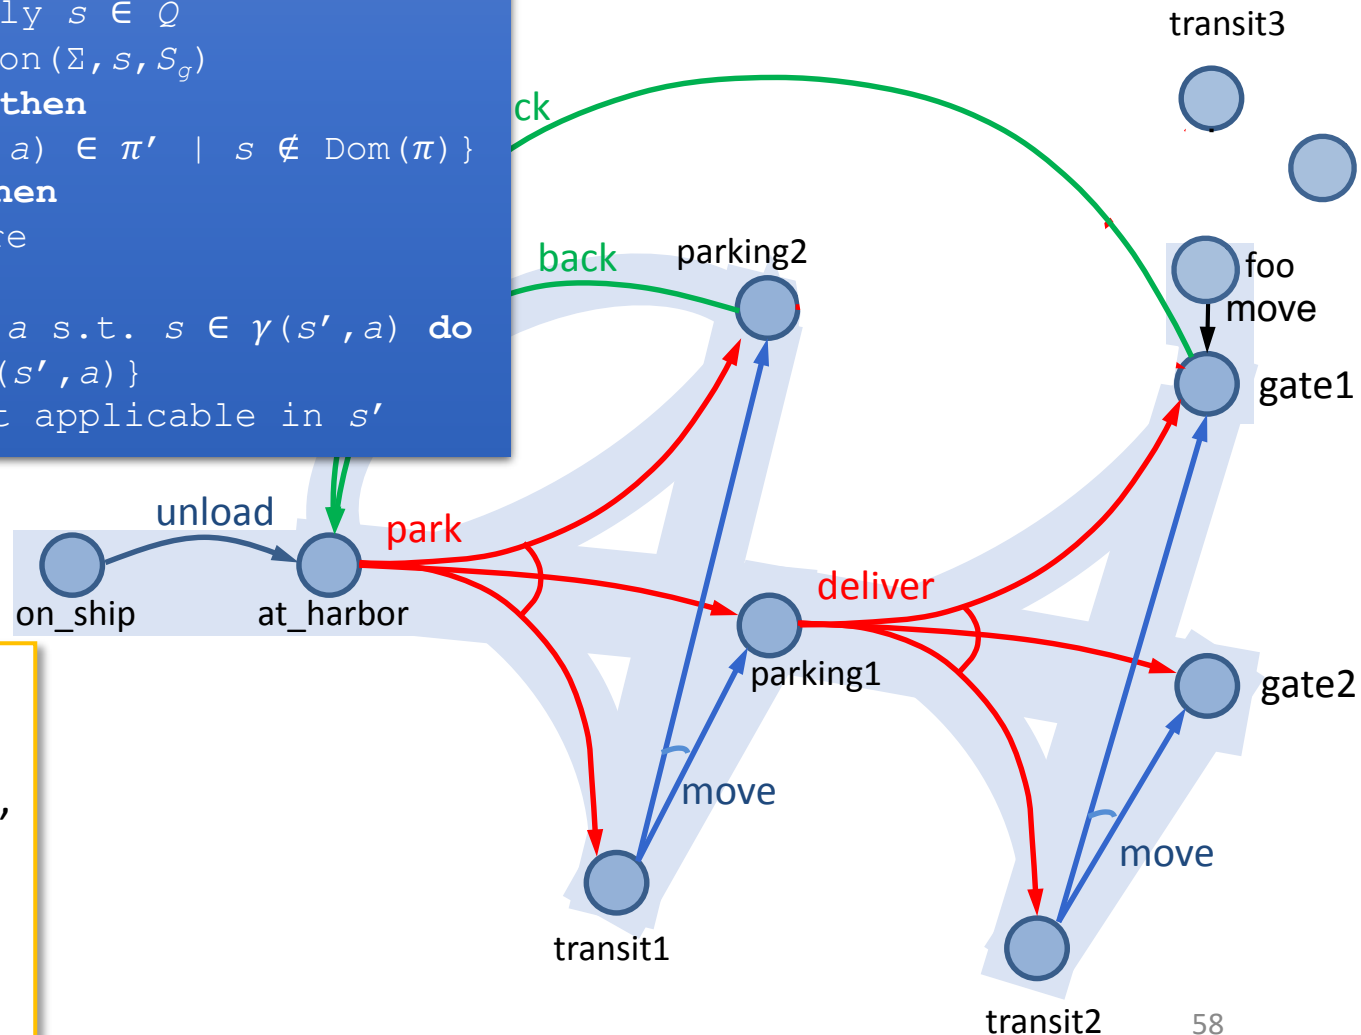 ly s ∈ Q
on(Σ,s,S_g)
then
a) ∈ π′ | s ∉ Dom(π)}
hen
re
a s.t. s ∈ γ(s′,a) do
(s′,a)}
t applicable in s′
ck
transit3
back
parking2
foo
move
gate1
unload
park
deliver
on_ship
at_harbor
parking1
gate2
,
move
move
transit1
transit2
58